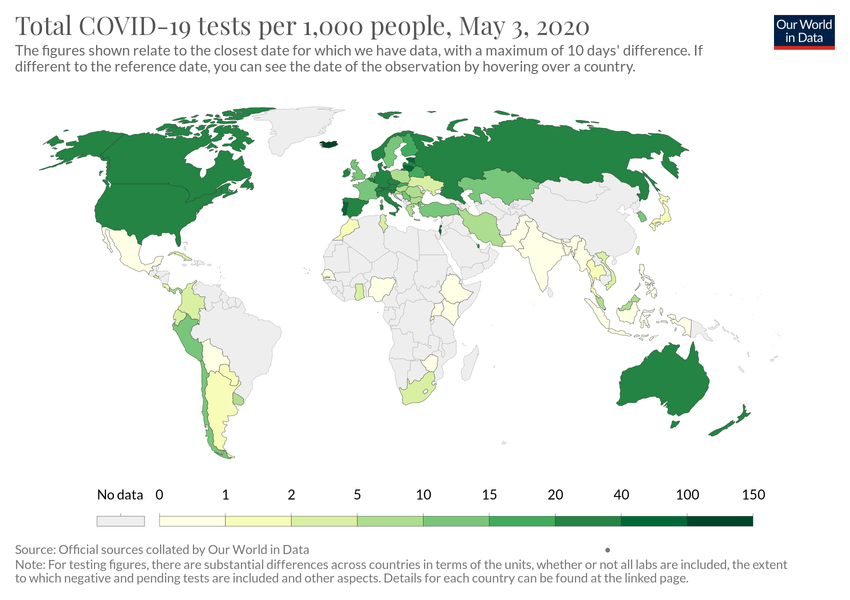 Total COVID-19 tests per 1,000 people, May 3, 2020
Our World
in Data
The figures shown relate to the closest date for which we have data, with a maximum of 10 days' difference. If
different to the reference date, you can see the date of the observation by hovering over a country.
No data 0 1 2 5 10 15 20 40 100 150
Source: Official sources collated by Our World in Data
Note: For testing figures, there are substantial differences across countries in terms of the units, whether or not all labs are included, the extent
to which negative and pending tests are included and other aspects. Details for each country can be found at the linked page.